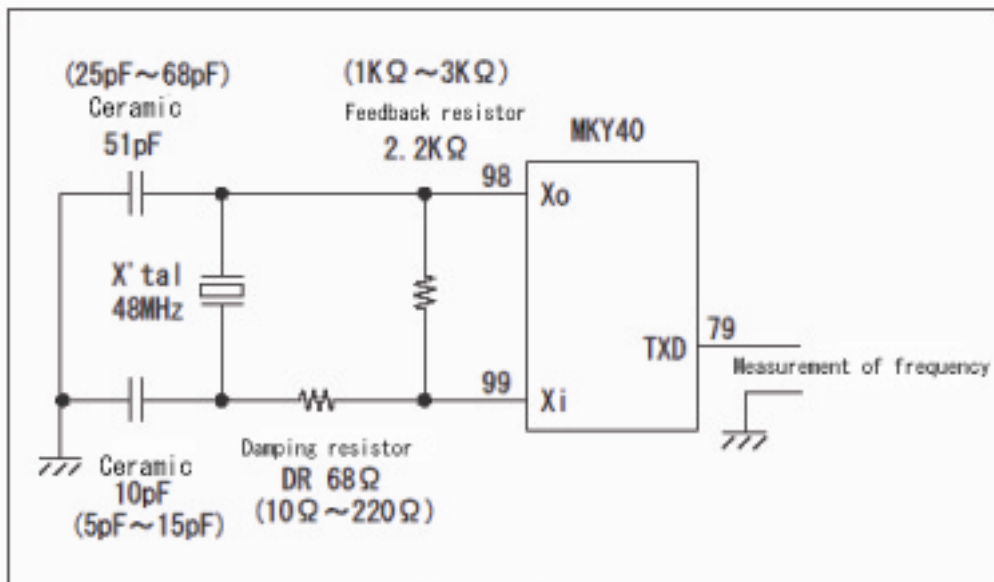 (25pF～68pF)
Ceramic
51pF
(1KΩ～3KΩ)
Feedback resistor
2.2KΩ
MKY40
98
Xo
X'tal
48MHz
79
TXD
Measurement of frequency
99
Xi
Ceramic
10pF
(5pF～15pF)
Damping resistor
DR 68Ω
(10Ω～220Ω)